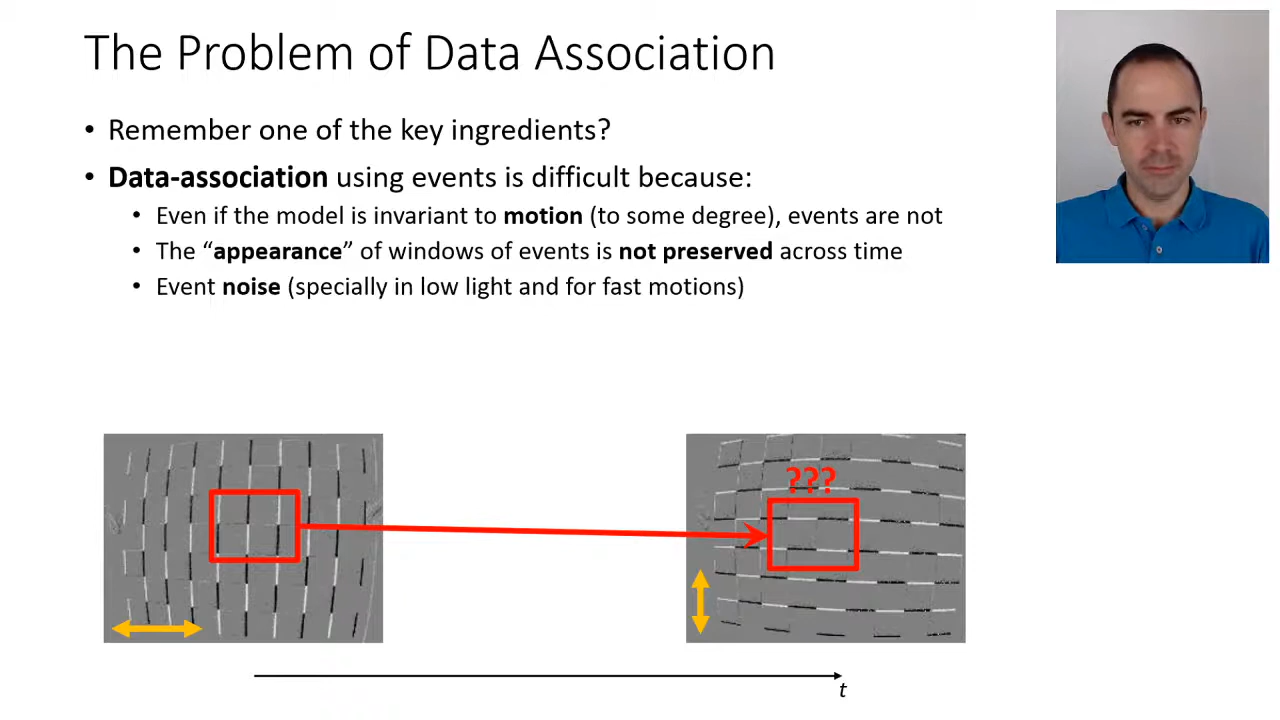 The Problem of Data Association
• Remember one of the key ingredients?
• Data-association using events is difficult because:
• Even if the model is invariant to motion (to some degree), events are not
• The “appearance” of windows of events is not preserved across time
• Event noise (specially in low light and for fast motions)
???
t